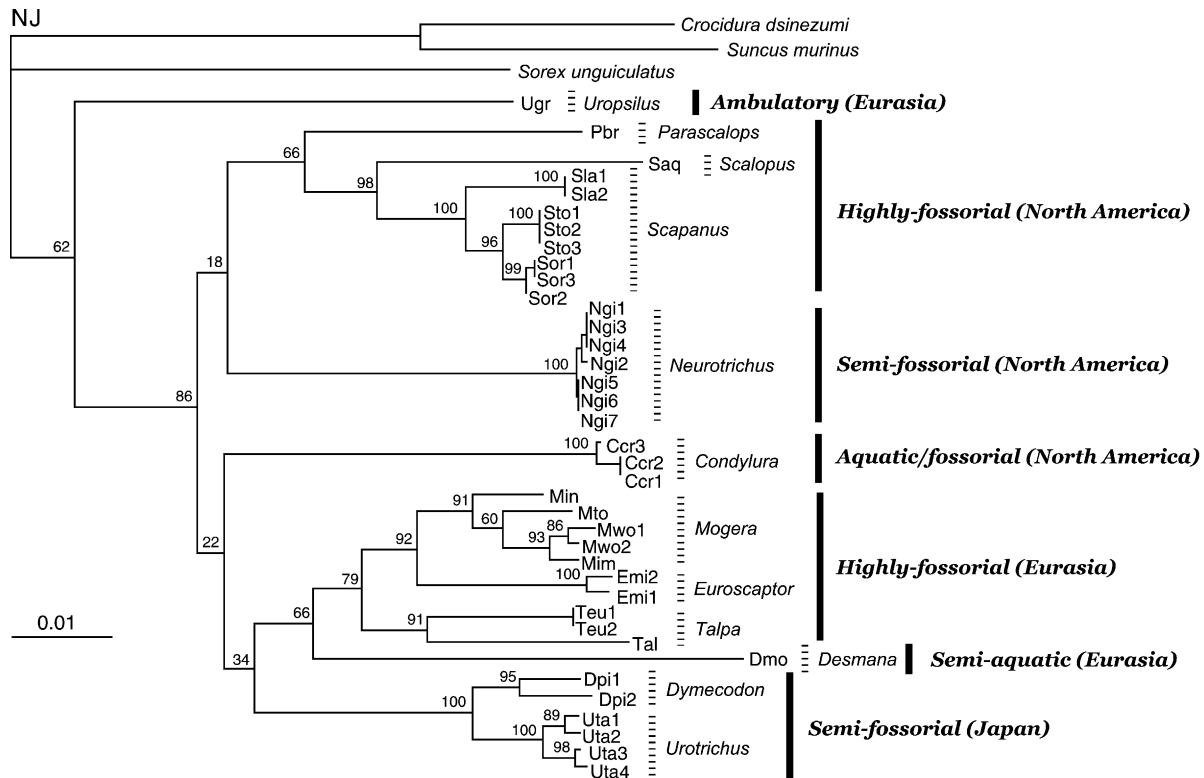 NJ
Crocidura dsinezumi
Suncus murinus
Sorex unguiculatus
Ugr Uropsilus Ambulatory (Eurasia)
Pbr Parascalops
66
Saq Scalopus
98
Sla1
100
Sla2
Highly-fossorial (North America)
Sto1
100
100
Sto2
Scapanus
96
Sto3
62
18
Sor1
99
Sor3
Sor2
Ngi1
Ngi3
Ngi4
100
Ngi2
Neurotrichus
Semi-fossorial (North America)
Ngi5
86
Ngi6
Ngi7
100
Ccr3
Ccr2
Condylura
Aquatic/fossorial (North America)
Ccr1
91
Min
Mto
60
86
Mwo1
Mogera
92
93
Mwo2
22
Mim
Highly-fossorial (Eurasia)
100
Emi2
79
Euroscaptor
Emi1
91
Teu1
66
0.01
Teu2
Talpa
Tal
34
Dmo Desmana Semi-aquatic (Eurasia)
95
Dpi1
Dymecodon
100
Dpi2
89
Uta1
Semi-fossorial (Japan)
100
Uta2
Urotrichus
98
Uta3
Uta4